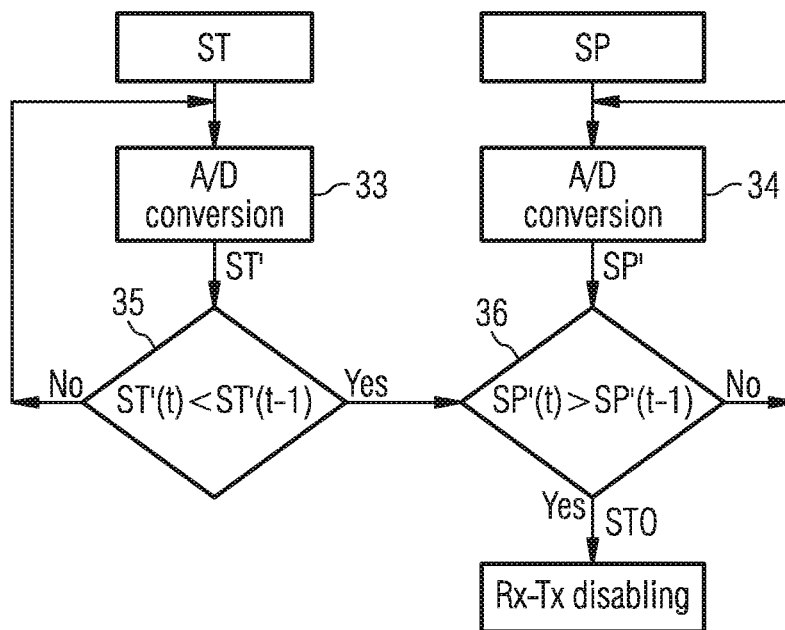 ST
SP
A/D
conversion
33
A/D
conversion
34
ST'
SP'
35
36
No
ST'(t)<ST'(t-1)
Yes
SP'(t)>SP'(t-1)
No
Yes
STO
Rx-Tx disabling